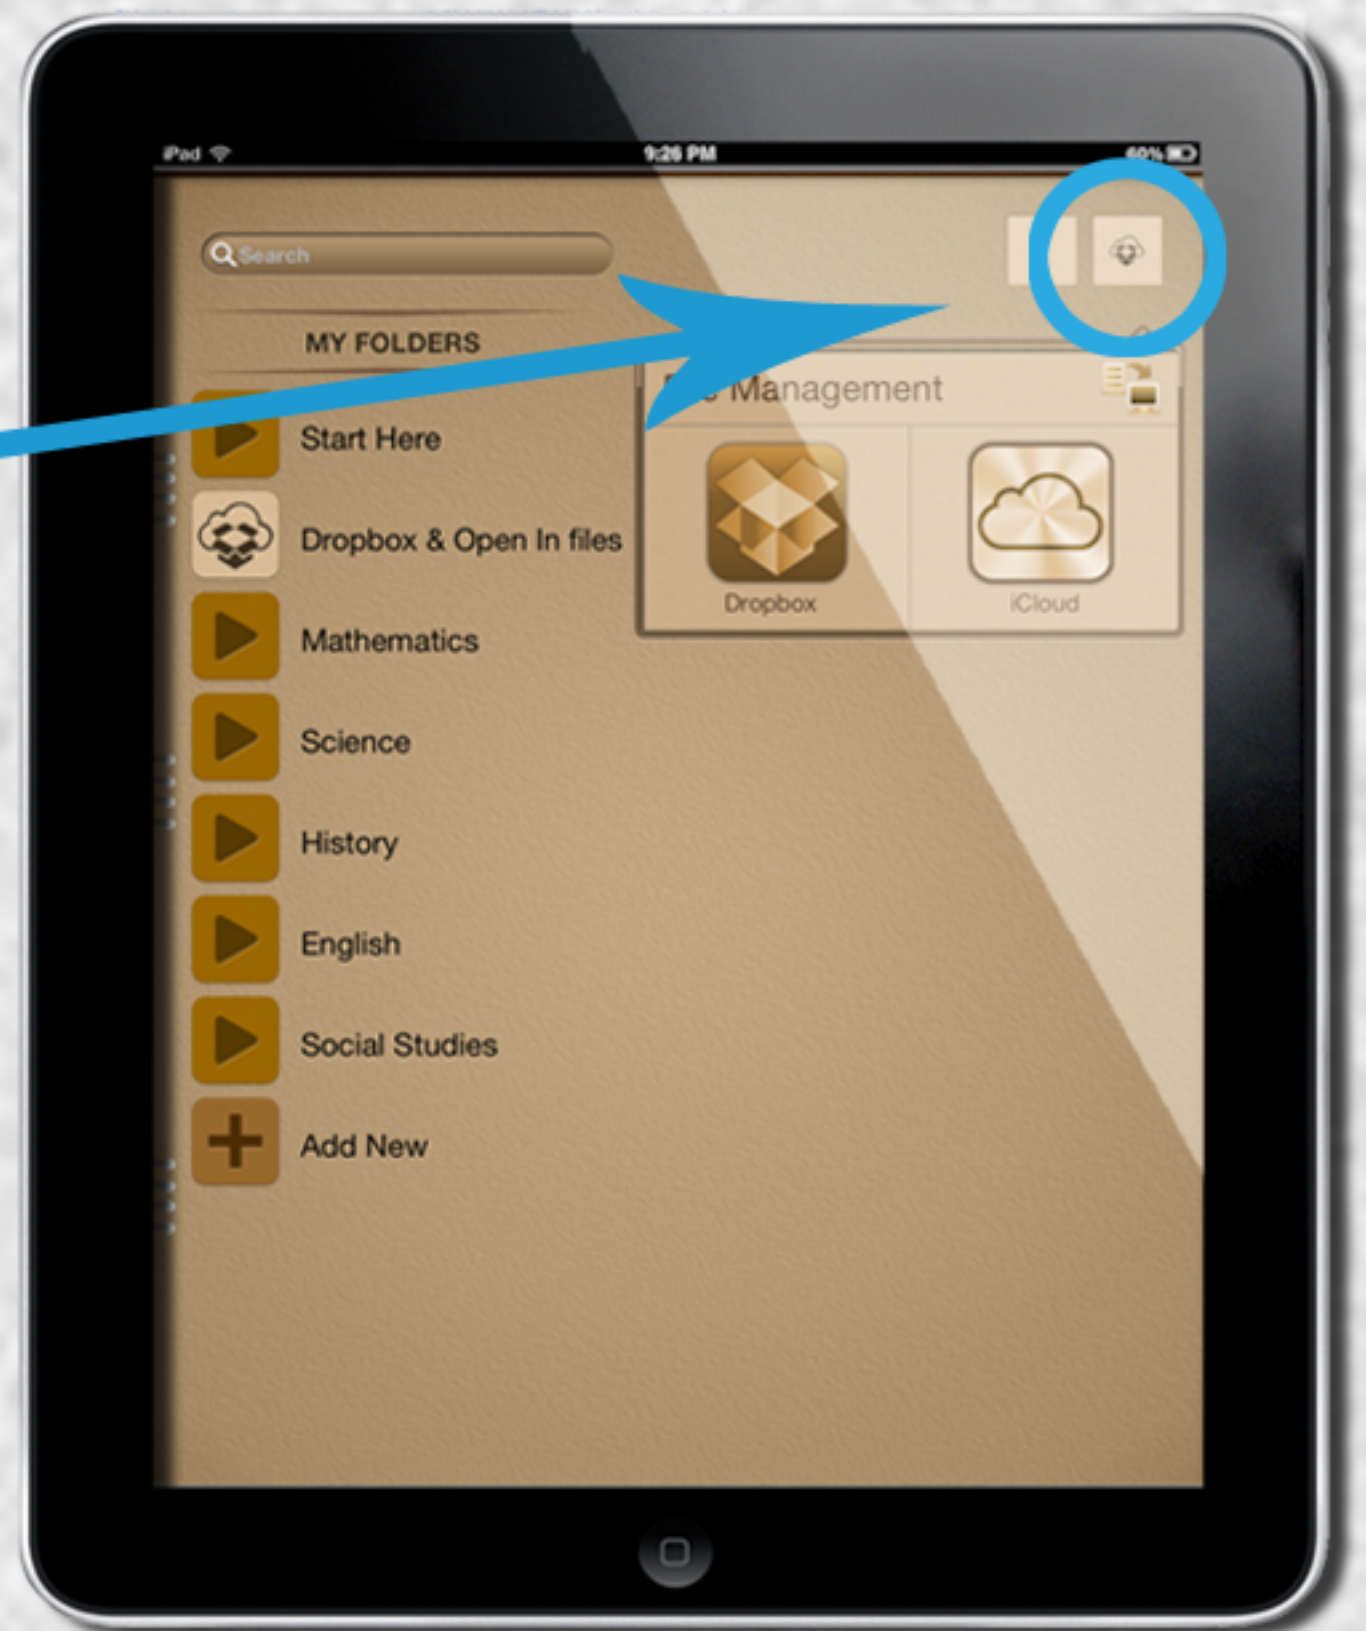 iPad
9:26 PM
60%
Search
MY FOLDERS
Management
Start Here
Dropbox & Open In files
Dropbox
iCloud
Mathematics
Science
History
English
Social Studies
Add New